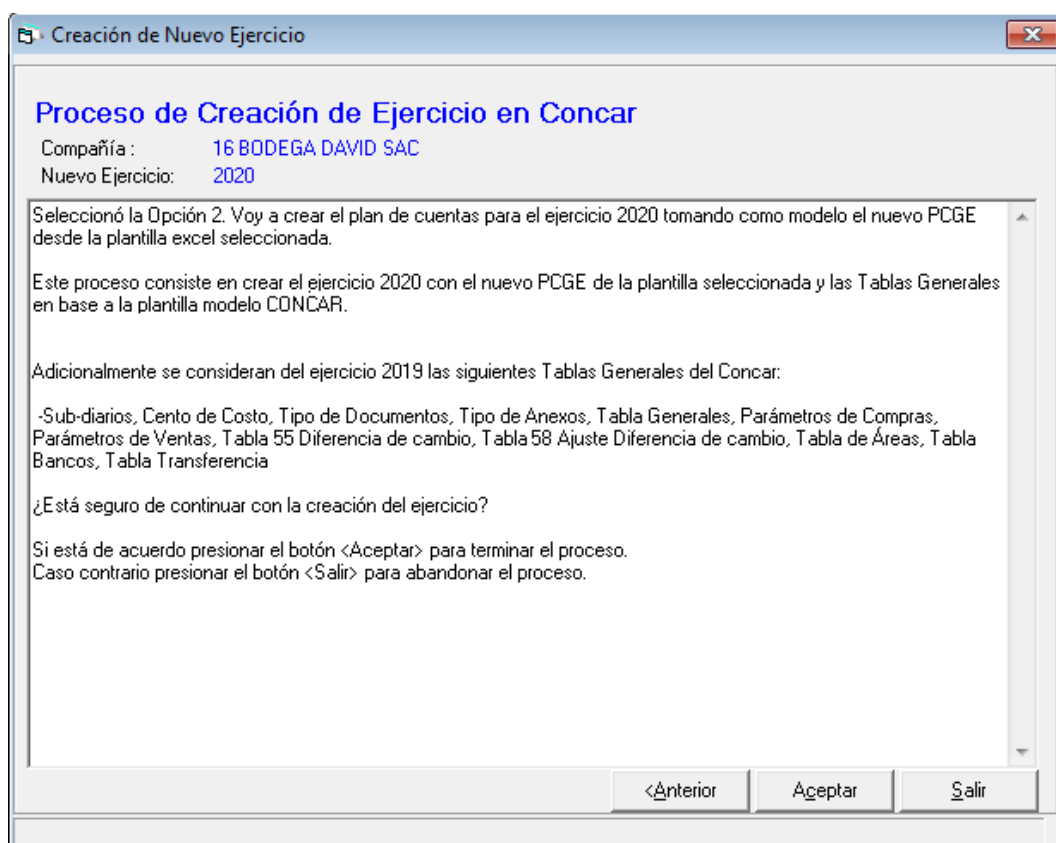 Creación de Nuevo Ejercicio
Proceso de Creación de Ejercicio en Concar
Compañía : 16 BODEGA DAVID SAC
Nuevo Ejercicio: 2020
Seleccionó la Opción 2. Voy a crear el plan de cuentas para el ejercicio 2020 tomando como modelo el nuevo PCGE
desde la plantilla excel seleccionada.
Este proceso consiste en crear el ejercicio 2020 con el nuevo PCGE de la plantilla seleccionada y las Tablas Generales
en base a la plantilla modelo CONCAR.
Adicionalmente se consideran del ejercicio 2019 las siguientes Tablas Generales del Concar:
-Sub-diarios, Cento de Costo, Tipo de Documentos, Tipo de Anexos, Tabla Generales, Parámetros de Compras,
Parámetros de Ventas, Tabla 55 Diferencia de cambio, Tabla 58 Ajuste Diferencia de cambio, Tabla de Áreas, Tabla
Bancos, Tabla Transferencia
¿Está seguro de continuar con la creación del ejercicio?
Si está de acuerdo presionar el botón <Aceptar> para terminar el proceso.
Caso contrario presionar el botón <Salir> para abandonar el proceso.
<Anterior Aceptar Salir